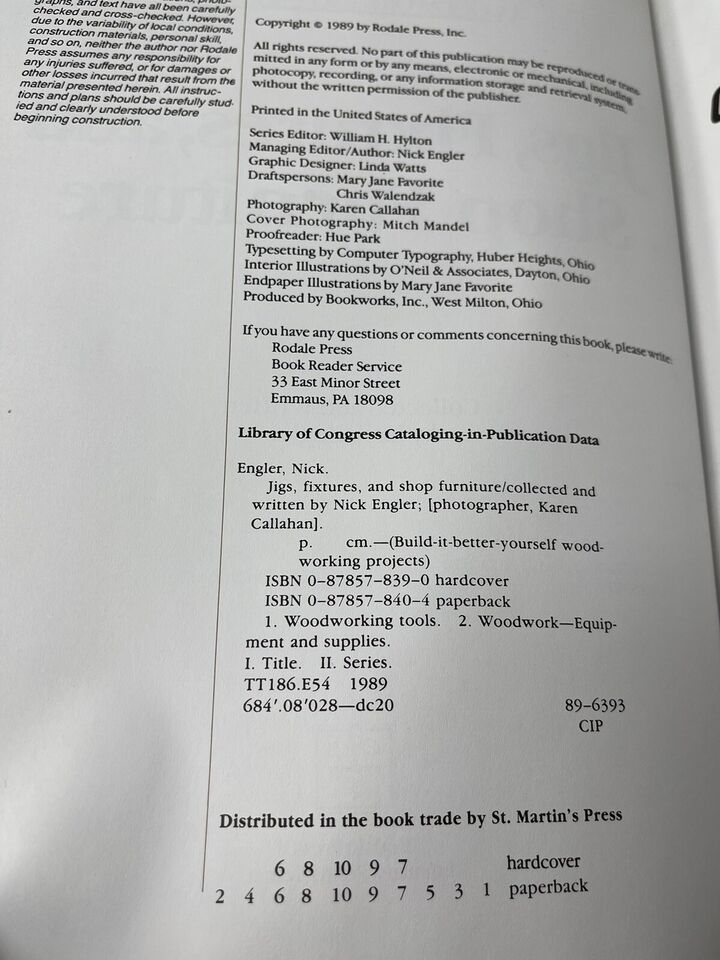 graphs, and text have all been carefully
checked and cross-checked. However,
due to the variability of local conditions,
construction materials, personal skill,
and so on, neither the author nor Rodale
Press assumes any responsibility for
any injuries suffered, or for damages or
other losses incurred that result from the
material presented herein. All instruc-
tions and plans should be carefully stud-
ied and clearly understood before
beginning construction.
Copyright © 1989 by Rodale Press, Inc.
All rights reserved. No part of this publication may be reproduced or trans-
mitted in any form or by any means, electronic or mechanical, including
photocopy, recording, or any information storage and retrieval system,
without the written permission of the publisher.
Printed in the United States of America
Series Editor: William H. Hylton
Managing Editor/Author: Nick Engler
Graphic Designer: Linda Watts
Draftspersons: Mary Jane Favorite
Chris Walendzak
Photography: Karen Callahan
Cover Photography: Mitch Mandel
Proofreader: Hue Park
Typesetting by Computer Typography, Huber Heights, Ohio
Interior Illustrations by O'Neil & Associates, Dayton, Ohio
Endpaper Illustrations by Mary Jane Favorite
Produced by Bookworks, Inc., West Milton, Ohio
If you have any questions or comments concerning this book, please write:
Rodale Press
Book Reader Service
33 East Minor Street
Emmaus, PA 18098
Library of Congress Cataloging-in-Publication Data
Engler, Nick.
Jigs, fixtures, and shop furniture/collected and
written by Nick Engler; [photographer, Karen
Callahan].
p. cm.—(Build-it-better-yourself wood-
working projects)
ISBN 0–87857–839–0 hardcover
ISBN 0–87857–840–4 paperback
1. Woodworking tools. 2. Woodwork—Equip-
ment and supplies.
I. Title. II. Series.
TT186.E54 1989
684'.08'028—dc20 89–6393
CIP
Distributed in the book trade by St. Martin's Press
6 8 10 9 7 hardcover
2 4 6 8 10 9 7 5 3 1 paperback